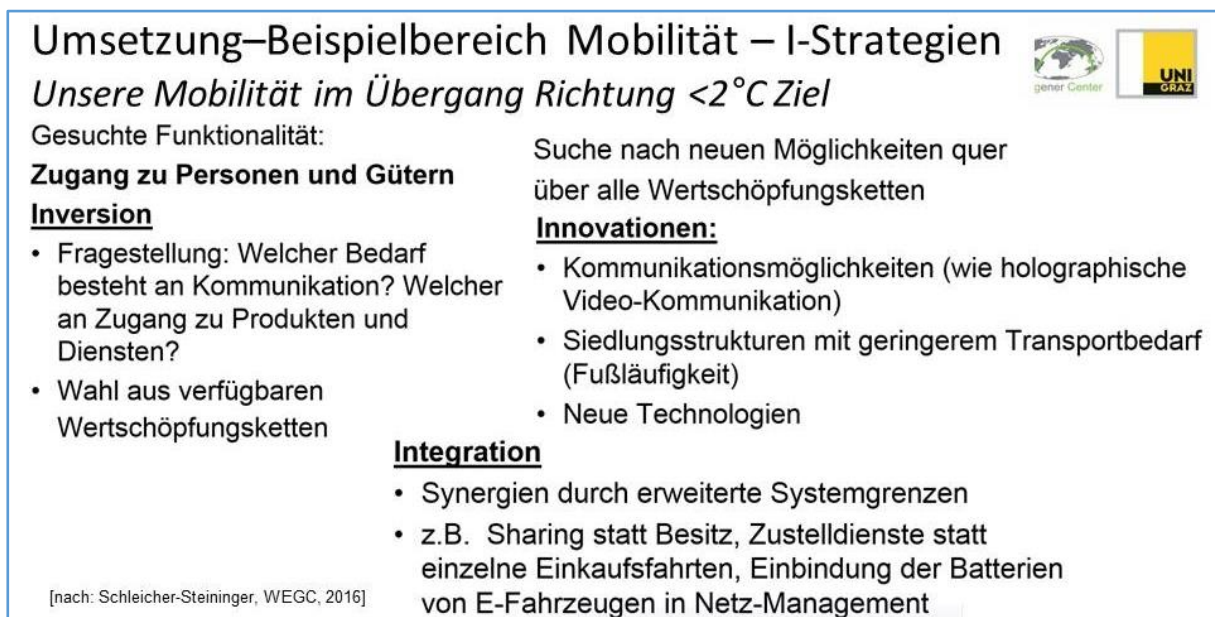 Umsetzung–Beispielbereich Mobilität – I-Strategien
Unsere Mobilität im Übergang Richtung <2°C Ziel
gener Center
UNI
GRAZ
Gesuchte Funktionalität:
Zugang zu Personen und Gütern
Inversion
• Fragestellung: Welcher Bedarf
besteht an Kommunikation? Welcher
an Zugang zu Produkten und
Diensten?
• Wahl aus verfügbaren
Wertschöpfungsketten
Suche nach neuen Möglichkeiten quer
über alle Wertschöpfungsketten
Innovationen:
• Kommunikationsmöglichkeiten (wie holographische
Video-Kommunikation)
• Siedlungsstrukturen mit geringerem Transportbedarf
(Fußläufigkeit)
• Neue Technologien
Integration
• Synergien durch erweiterte Systemgrenzen
• z.B. Sharing statt Besitz, Zustelldienste statt
einzelne Einkaufsfahrten, Einbindung der Batterien
von E-Fahrzeugen in Netz-Management
[nach: Schleicher-Steininger, WEGC, 2016]